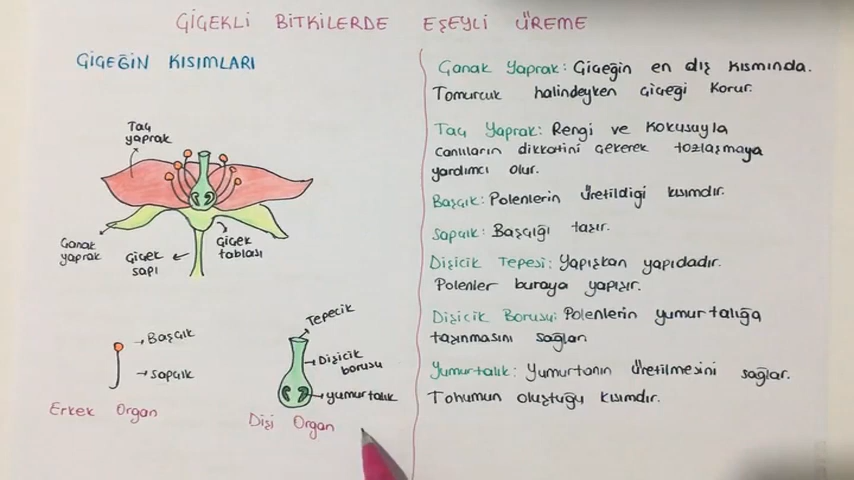 ÇİÇEKLİ BİTKİLERDE EŞEYLİ ÜREME
ÇİÇEĞİN KISIMLARI
Taç
yaprak
Çanak
yaprak
Çiçek
sapı
Çiçek
tablası
Başçık
sapçık
Erkek Organ
Tepecik
Dişicik
borusu
yumurtalık
Dişi Organ
Çanak Yaprak: Çiçeğin en dış kısmında.
Tomurcuk halindeyken çiçeği korur.
Taç Yaprak: Rengi ve kokusuyla
canlıların dikkatini çekerek tozlaşmaya
yardımcı olur.
Başçık: Polenlerin üretildiği kısımdır.
Sapçık: Başçığı taşır.
Dişicik Tepesi: Yapışkan yapıdadır.
Polenler buraya yapışır.
Dişicik Borusu: Polenlerin yumurtalığa
taşınmasını sağlar.
Yumurtalık: Yumurtanın üretilmesini sağlar.
Tohumun oluştuğu kısımdır.